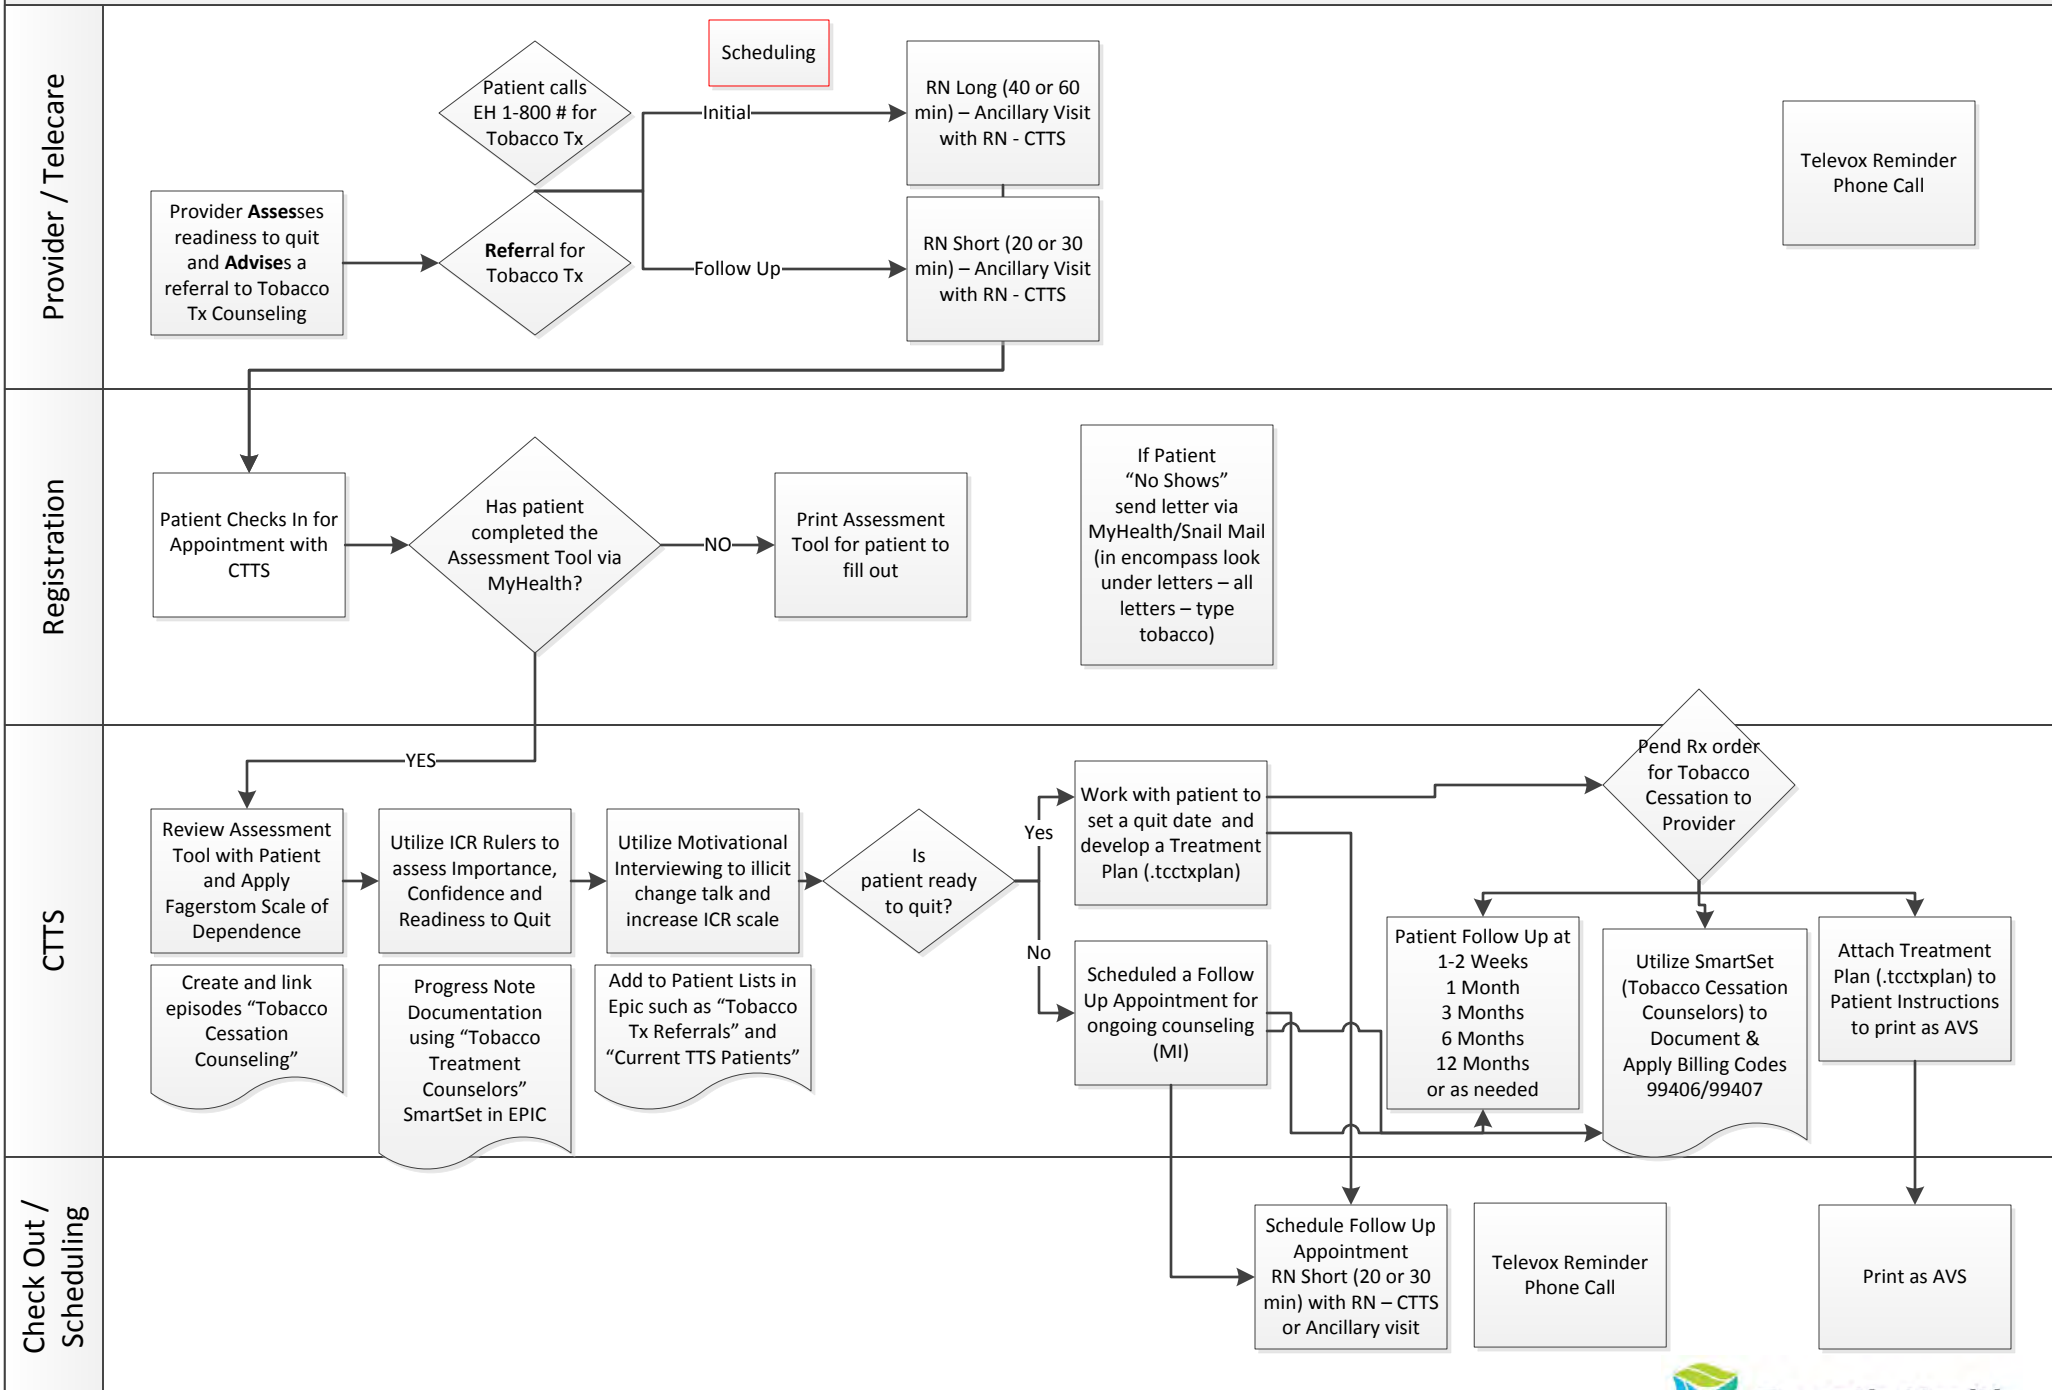 Provider / Telecare
Patient calls
EH 1-800 # for
Tobacco Tx
Scheduling
Initial
RN Long (40 or 60
min) – Ancillary Visit
with RN - CTTS
Televox Reminder
Phone Call
Provider Assesses
readiness to quit
and Advises a
referral to Tobacco
Tx Counseling
Referral for
Tobacco Tx
Follow Up
RN Short (20 or 30
min) – Ancillary Visit
with RN - CTTS
Registration
Patient Checks In for
Appointment with
CTTS
Has patient
completed the
Assessment Tool via
MyHealth?
NO
Print Assessment
Tool for patient to
fill out
If Patient
“No Shows”
send letter via
MyHealth/Snail Mail
(in encompass look
under letters – all
letters – type
tobacco)
CTTS
YES
Review Assessment
Tool with Patient
and Apply
Fagerstom Scale of
Dependence
Utilize ICR Rulers to
assess Importance,
Confidence and
Readiness to Quit
Utilize Motivational
Interviewing to illicit
change talk and
increase ICR scale
Is
patient ready
to quit?
Yes
No
Work with patient to
set a quit date and
develop a Treatment
Plan (.tcctxplan)
Pend Rx order
for Tobacco
Cessation to
Provider
Create and link
episodes “Tobacco
Cessation
Counseling”
Progress Note
Documentation
using “Tobacco
Treatment
Counselors”
SmartSet in EPIC
Add to Patient Lists in
Epic such as “Tobacco
Tx Referrals” and
“Current TTS Patients”
Scheduled a Follow
Up Appointment for
ongoing counseling
(MI)
Patient Follow Up at
1-2 Weeks
1 Month
3 Months
6 Months
12 Months
or as needed
Utilize SmartSet
(Tobacco Cessation
Counselors) to
Document &
Apply Billing Codes
99406/99407
Attach Treatment
Plan (.tcctxplan) to
Patient Instructions
to print as AVS
Check Out /
Scheduling
Schedule Follow Up
Appointment
RN Short (20 or 30
min) with RN – CTTS
or Ancillary visit
Televox Reminder
Phone Call
Print as AVS